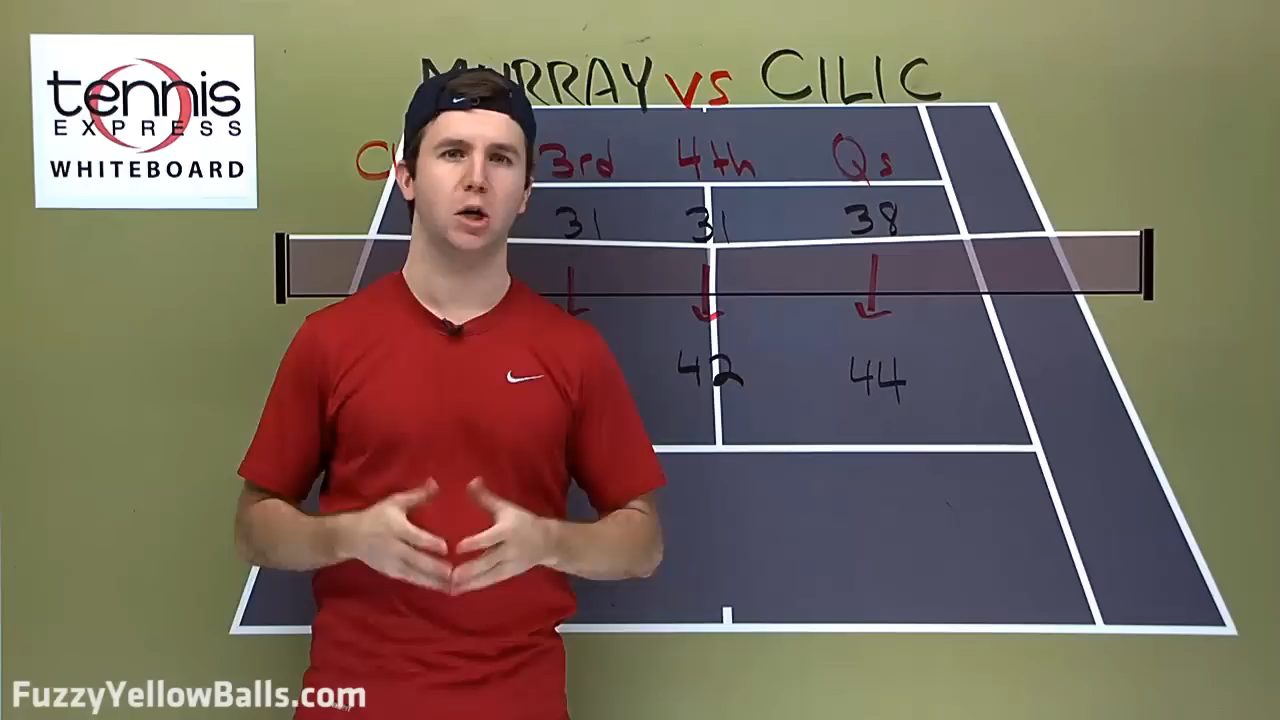 tennis
EXPRESS
WHITEBOARD
MURRAY vs CILIC
3rd 4th Qs
31 31 38
42 44
FuzzyYellowBalls.com